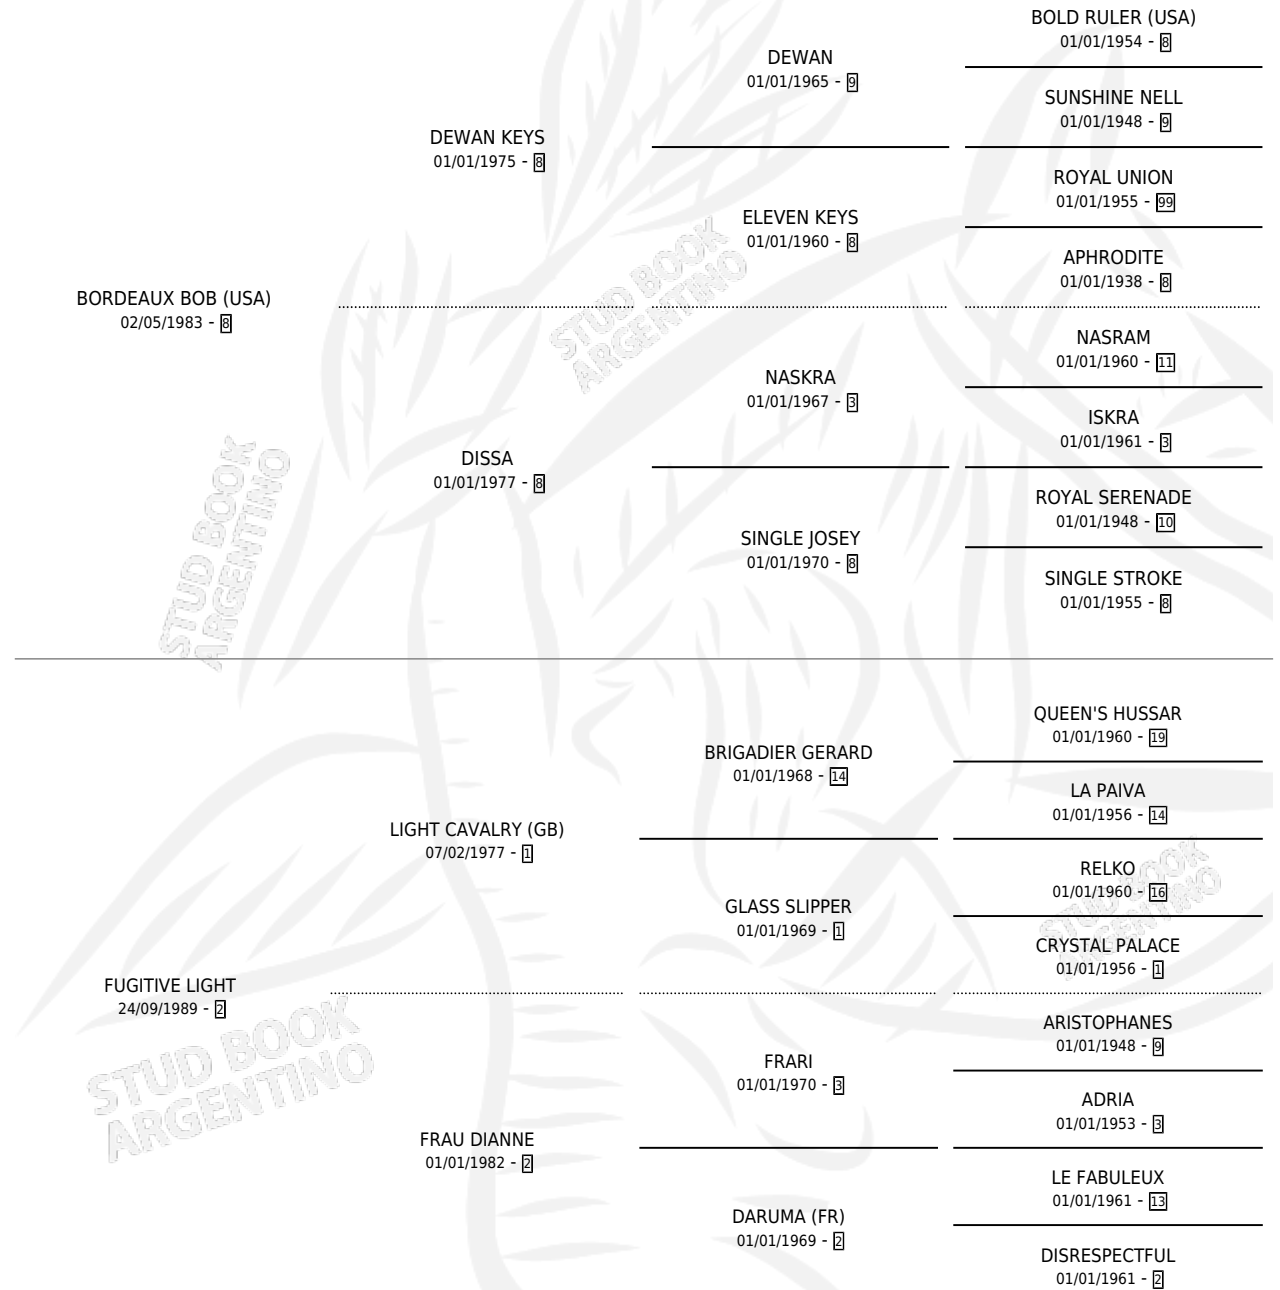 BOLD RULER (USA)
01/01/1954 - 8
DEWAN
01/01/1965 - 9
SUNSHINE NELL
01/01/1948 - 9
DEWAN KEYS
01/01/1975 - 8
ROYAL UNION
01/01/1955 - 99
ELEVEN KEYS
01/01/1960 - 8
APHRODITE
01/01/1938 - 8
BORDEAUX BOB (USA)
02/05/1983 - 8
STUD BOOK
ARGENTINO
NASRAM
01/01/1960 - 11
NASKRA
01/01/1967 - 3
ISKRA
01/01/1961 - 3
DISSA
01/01/1977 - 8
ROYAL SERENADE
01/01/1948 - 10
SINGLE JOSEY
01/01/1970 - 8
SINGLE STROKE
01/01/1955 - 8
STUD BOOK
ARGENTINO
QUEEN'S HUSSAR
01/01/1960 - 19
BRIGADIER GERARD
01/01/1968 - 14
LA PAIVA
01/01/1956 - 14
LIGHT CAVALRY (GB)
07/02/1977 - 1
RELKO
01/01/1960 - 16
GLASS SLIPPER
01/01/1969 - 1
STUD BOOK
ARGENTINO
CRYSTAL PALACE
01/01/1956 - 1
FUGITIVE LIGHT
24/09/1989 - 2
STUD BOOK
ARGENTINO
ARISTOPHANES
01/01/1948 - 9
FRARI
01/01/1970 - 3
ADRIA
01/01/1953 - 3
FRAU DIANNE
01/01/1982 - 2
LE FABULEUX
01/01/1961 - 13
DARUMA (FR)
01/01/1969 - 2
DISRESPECTFUL
01/01/1961 - 2